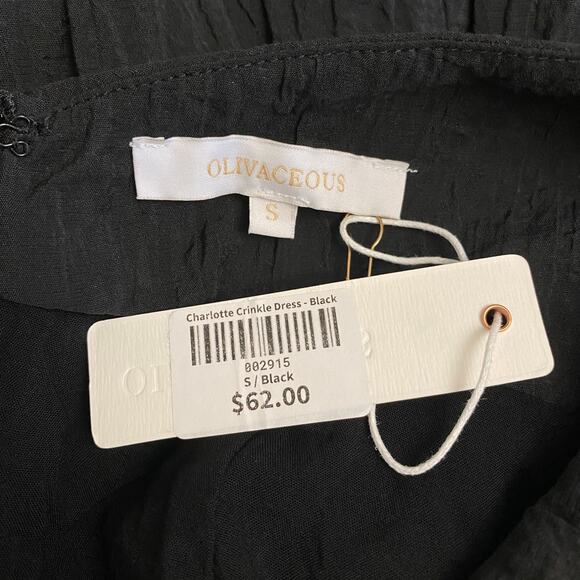 OLIVACEOUS
S
Charlotte Crinkle Dress - Black
002915
S / Black
$62.00